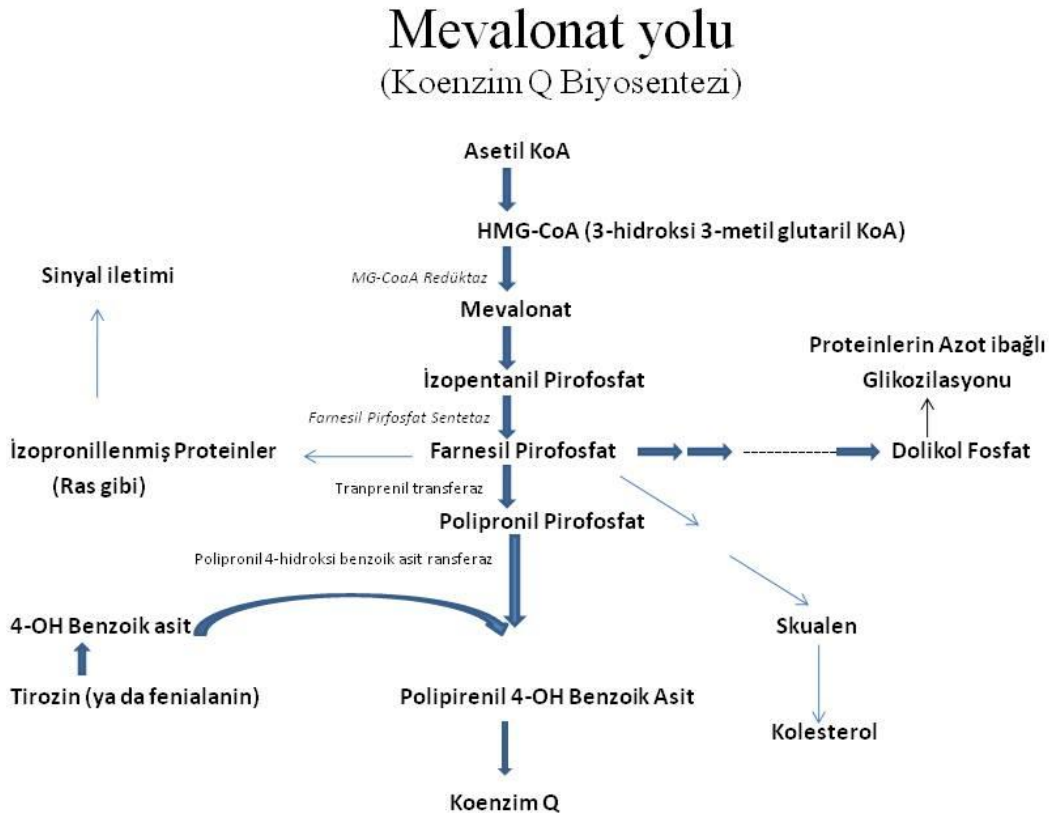 Mevalonat yolu
(Koenzim Q Biyosentezi)
Asetil KoA
HMG-CoA (3-hidroksi 3-metil glutaril KoA)
Sinyal iletimi
MG-CoaA Redüktaz
Mevalonat
Proteinlerin Azot ibağlı
Glikozilasyonu
İzopentanil Pirofosfat
Farnesil Pirfosfat Sentetaz
İzopronillenmiş Proteinler
(Ras gibi)
Farnesil Pirofosfat
Dolikol Fosfat
Tranprenil transferaz
Polipronil Pirofosfat
Polipronil 4-hidroksi benzoik asit ransferaz
4-OH Benzoik asit
Skualen
Tirozin (ya da fenialanin)
Polipirenil 4-OH Benzoik Asit
Kolesterol
Koenzim Q